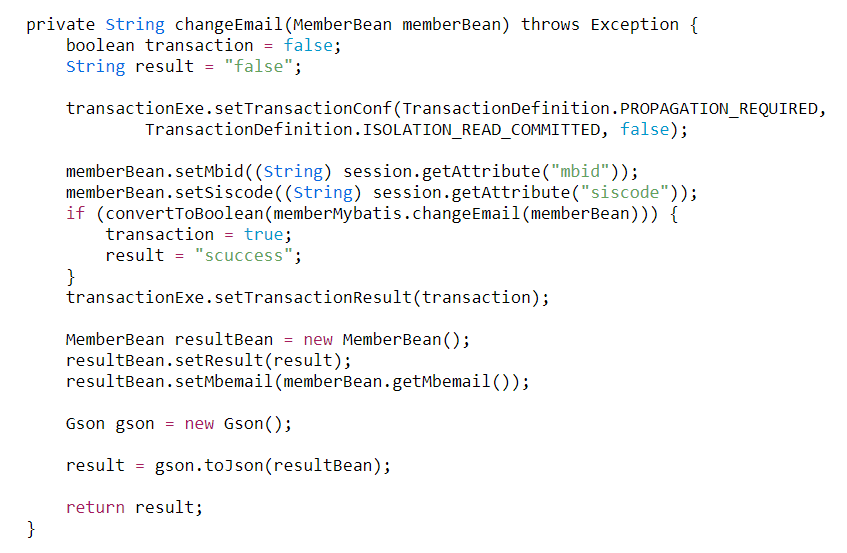 private String changeEmail(MemberBean memberBean) throws Exception {
    boolean transaction = false;
    String result = "false";

    transactionExe.setTransactionConf(TransactionDefinition.PROPAGATION_REQUIRED,
            TransactionDefinition.ISOLATION_READ_COMMITTED, false);

    memberBean.setMbid((String) session.getAttribute("mbid"));
    memberBean.setSiscode((String) session.getAttribute("siscode"));
    if (convertToBoolean(memberMybatis.changeEmail(memberBean))) {
        transaction = true;
        result = "scuccess";
    }
    transactionExe.setTransactionResult(transaction);

    MemberBean resultBean = new MemberBean();
    resultBean.setResult(result);
    resultBean.setMbemail(memberBean.getMbemail());

    Gson gson = new Gson();

    result = gson.toJson(resultBean);

    return result;
}